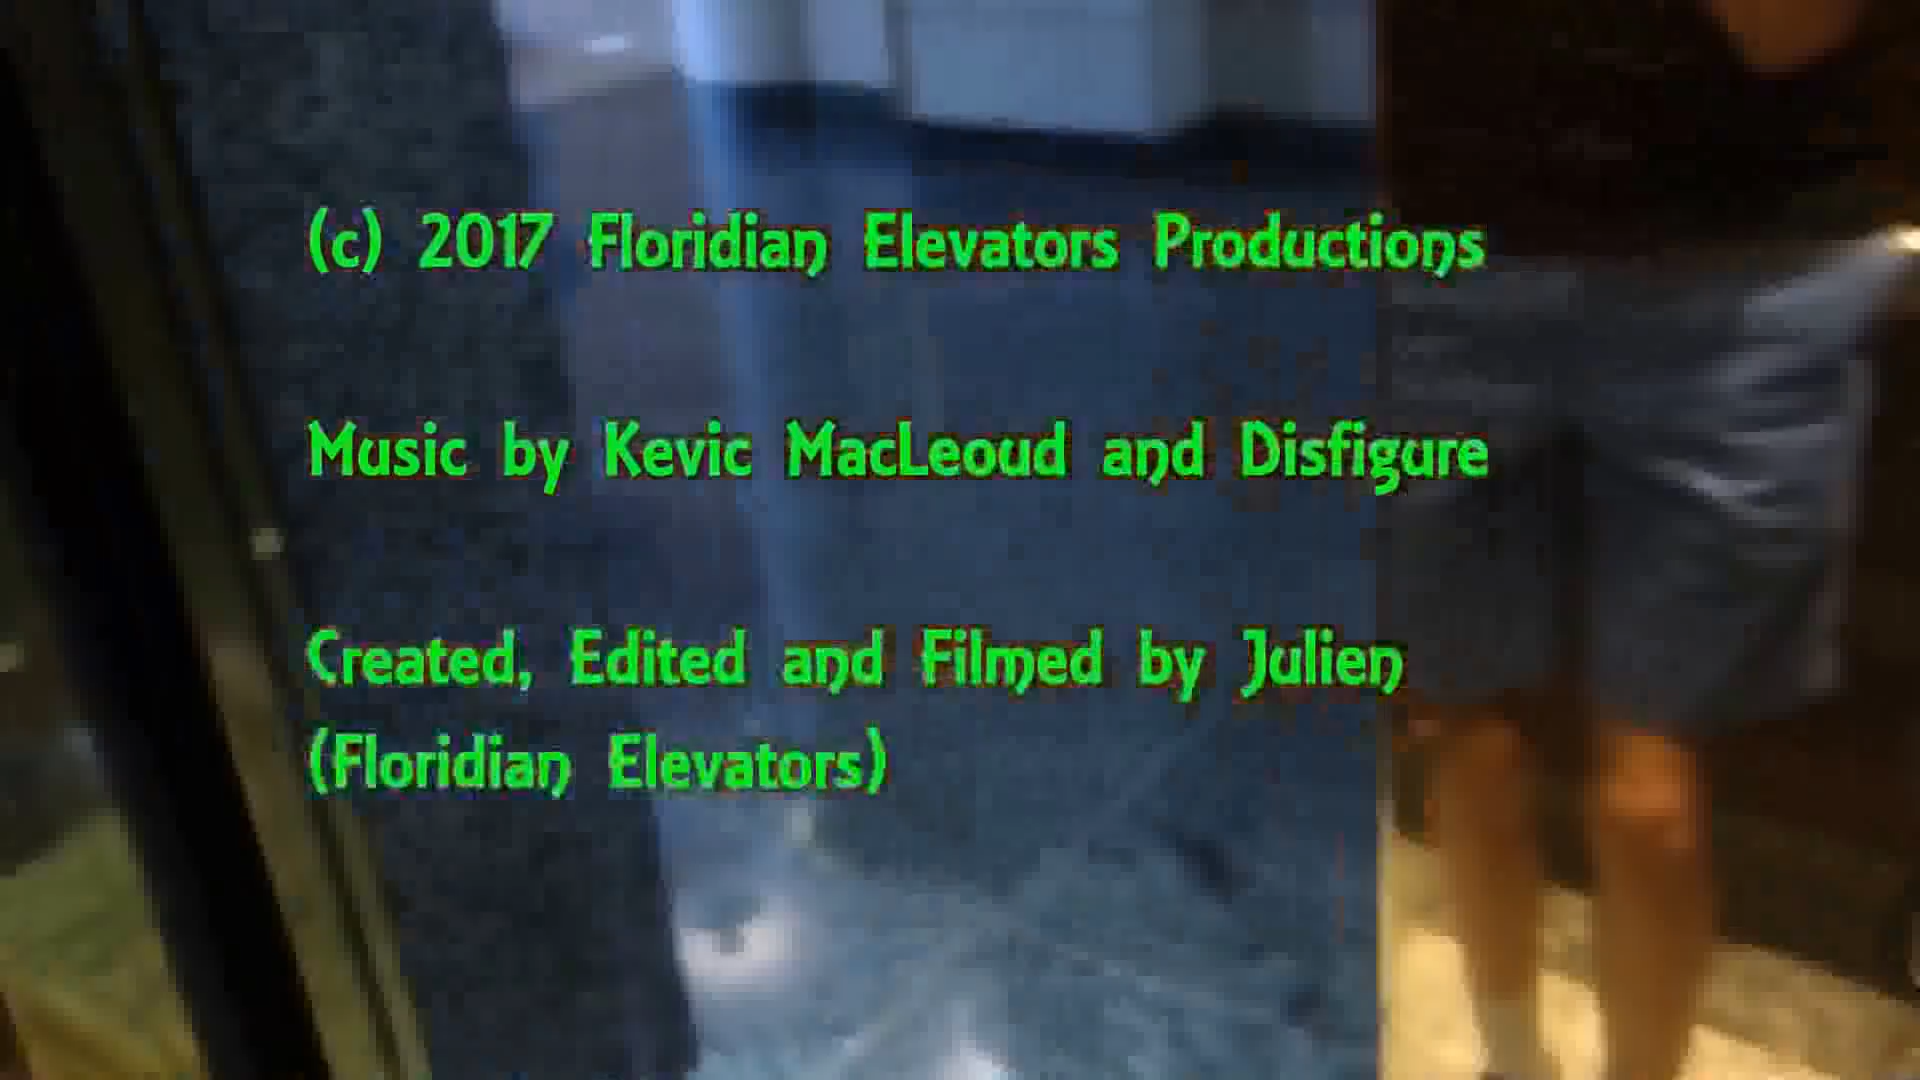 (c) 2017 Floridian Elevators Productions
Music by Kevic MacLeoud and Disfigure
Created, Edited and Filmed by Julien
(Floridian Elevators)